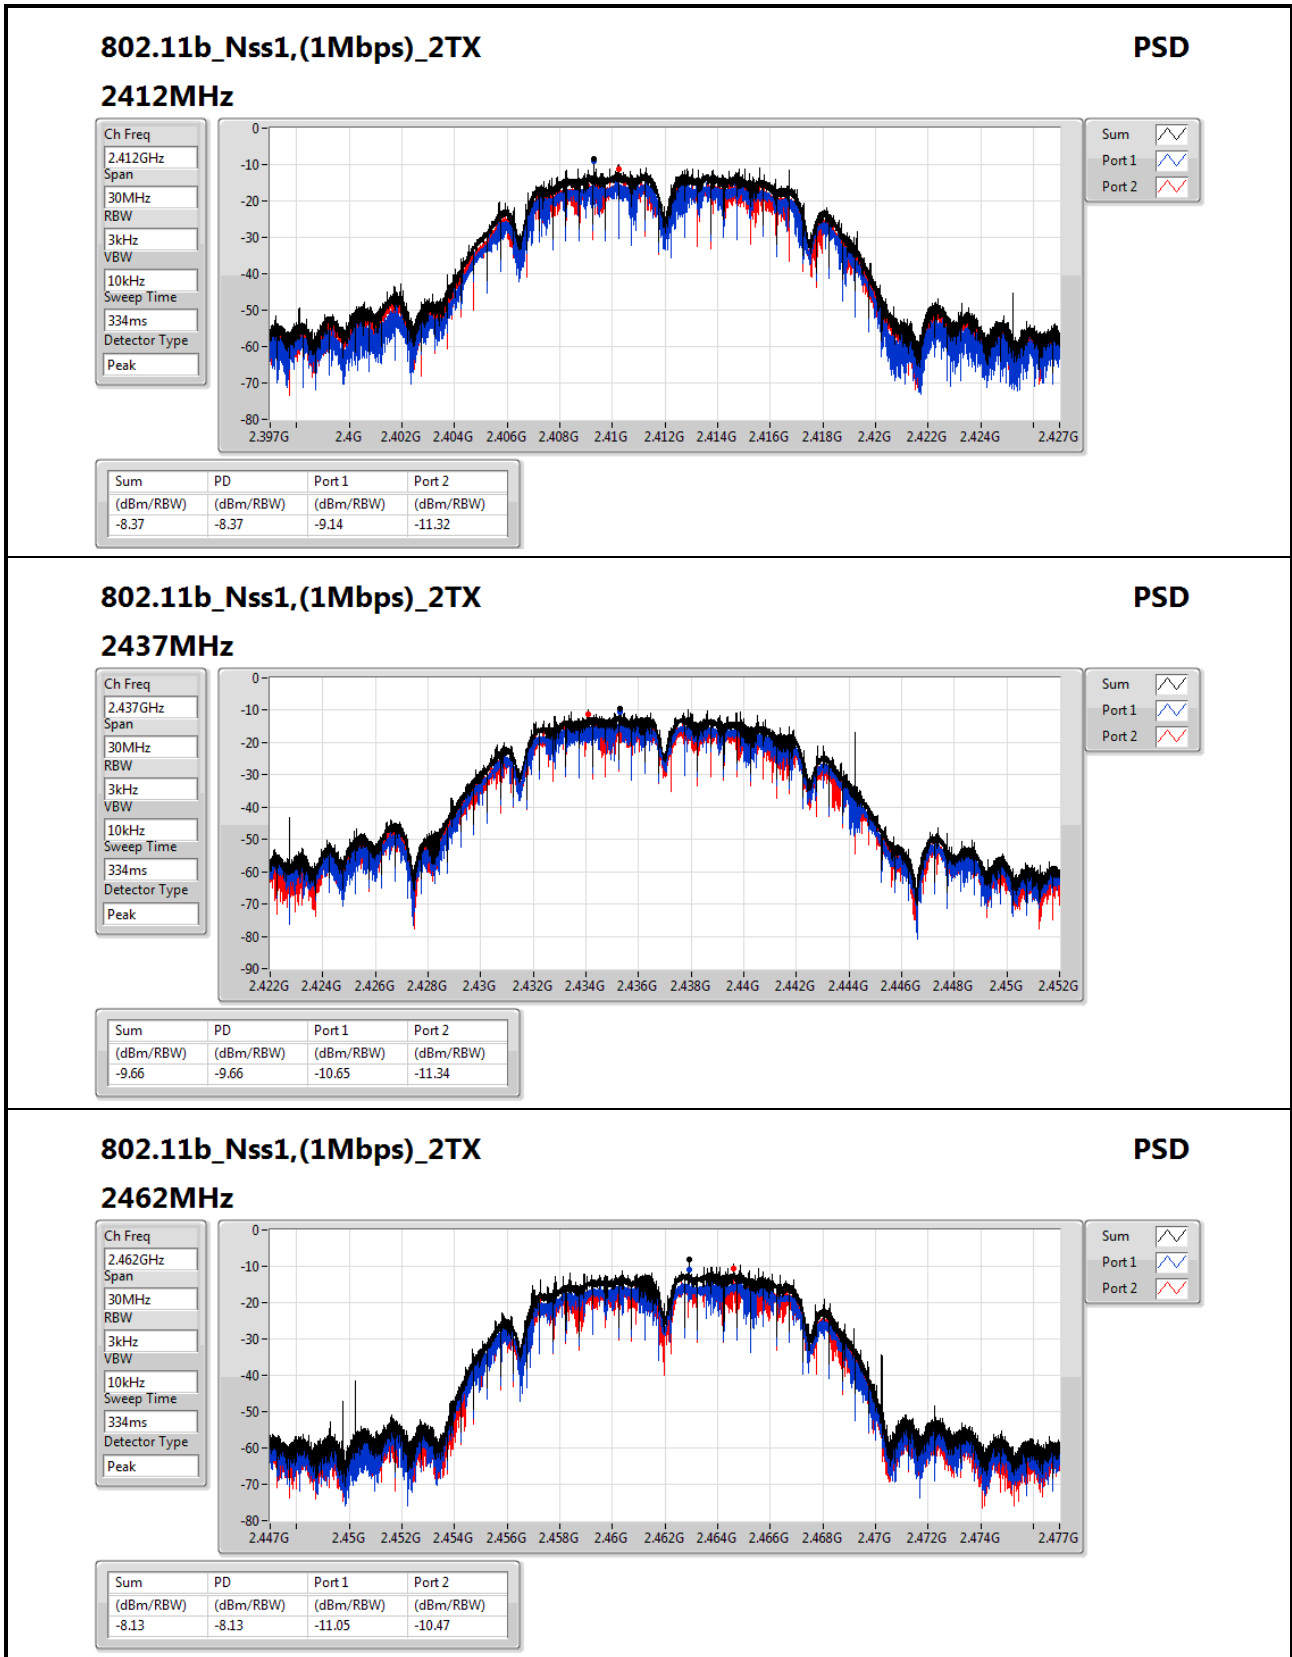 802.11b_Nss1,(1Mbps)_2TX PSD
2412MHz
Ch Freq
2.412GHz
Span
30MHz
RBW
3kHz
VBW
10kHz
Sweep Time
334ms
Detector Type
Peak
0
-10
-20
-30
-40
-50
-60
-70
-80
2.397G 2.4G 2.402G 2.404G 2.406G 2.408G 2.41G 2.412G 2.414G 2.416G 2.418G 2.42G 2.422G 2.424G 2.427G
Sum
Port 1
Port 2
Sum PD Port 1 Port 2
(dBm/RBW) (dBm/RBW) (dBm/RBW) (dBm/RBW)
-8.37 -8.37 -9.14 -11.32
802.11b_Nss1,(1Mbps)_2TX PSD
2437MHz
Ch Freq
2.437GHz
Span
30MHz
RBW
3kHz
VBW
10kHz
Sweep Time
334ms
Detector Type
Peak
0
-10
-20
-30
-40
-50
-60
-70
-80
-90
2.422G 2.424G 2.426G 2.428G 2.43G 2.432G 2.434G 2.436G 2.438G 2.44G 2.442G 2.444G 2.446G 2.448G 2.45G 2.452G
Sum
Port 1
Port 2
Sum PD Port 1 Port 2
(dBm/RBW) (dBm/RBW) (dBm/RBW) (dBm/RBW)
-9.66 -9.66 -10.65 -11.34
802.11b_Nss1,(1Mbps)_2TX PSD
2462MHz
Ch Freq
2.462GHz
Span
30MHz
RBW
3kHz
VBW
10kHz
Sweep Time
334ms
Detector Type
Peak
0
-10
-20
-30
-40
-50
-60
-70
-80
2.447G 2.45G 2.452G 2.454G 2.456G 2.458G 2.46G 2.462G 2.464G 2.466G 2.468G 2.47G 2.472G 2.474G 2.477G
Sum
Port 1
Port 2
Sum PD Port 1 Port 2
(dBm/RBW) (dBm/RBW) (dBm/RBW) (dBm/RBW)
-8.13 -8.13 -11.05 -10.47